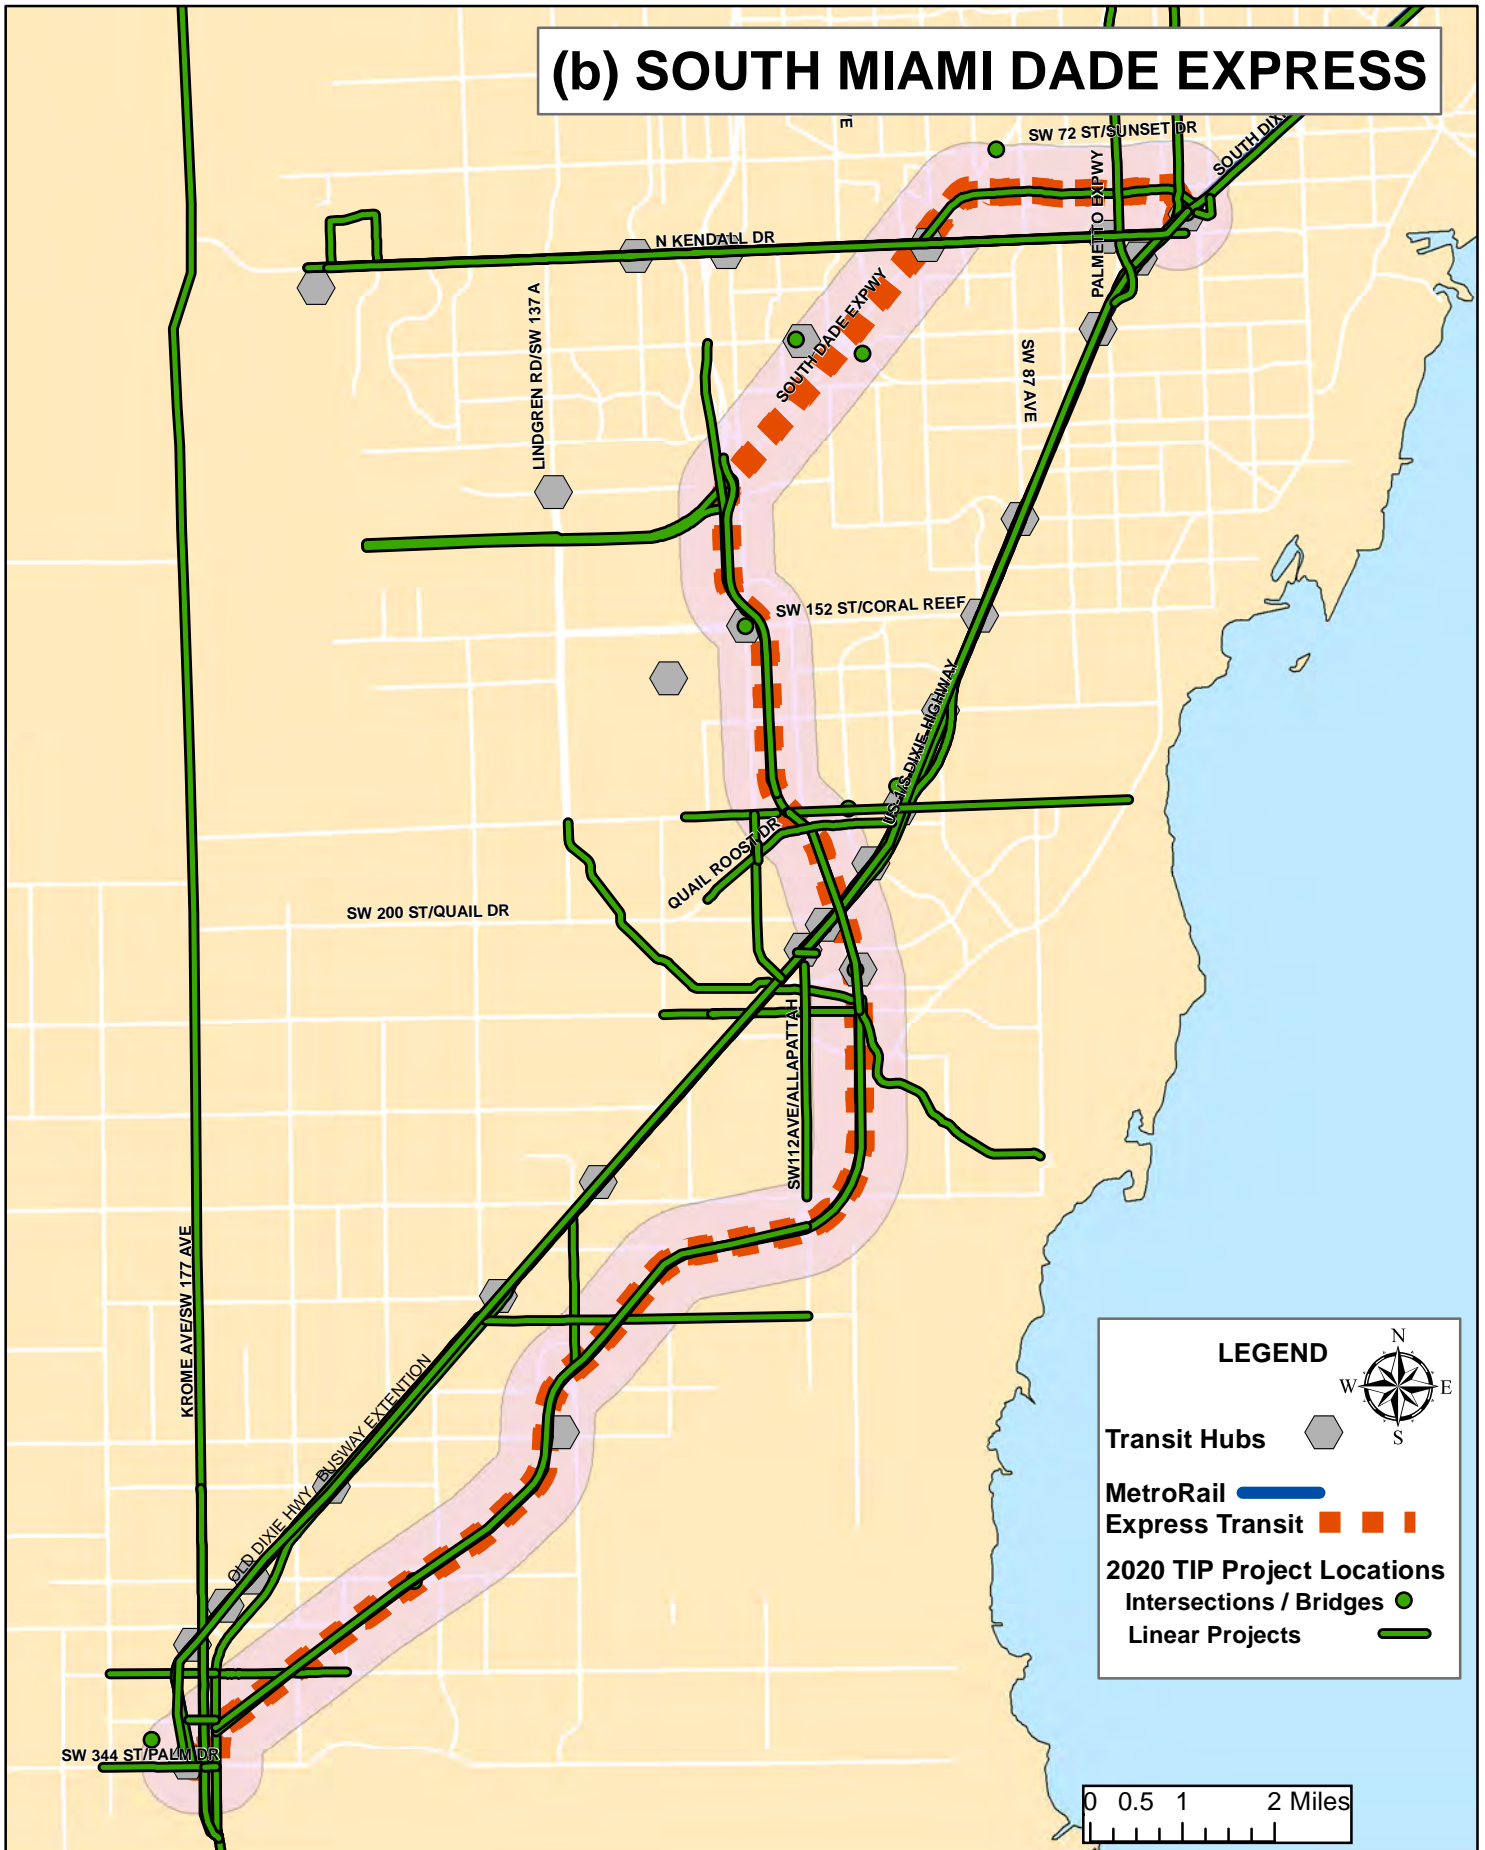 (b) SOUTH MIAMI DADE EXPRESS
VE
SW 72 ST/SUNSET DR
SOUTH DIX
PALMETTO EXPWY
N KENDALL DR
LINDGREN RD/SW 137 A
SOUTH DADE EXPWY
SW 87 AVE
SW 152 ST/CORAL REEF
US-1/S DIXIE HIGHWAY
QUAIL ROOST DR
SW 200 ST/QUAIL DR
SW112AVE/ALLAPATTAH
KROME AVE/SW 177 AVE
BUSWAY EXTENTION
OLD DIXIE HWY
SW 344 ST/PALM DR
LEGEND
N
W E
S
Transit Hubs
MetroRail
Express Transit
2020 TIP Project Locations
Intersections / Bridges
Linear Projects
0 0.5 1 2 Miles